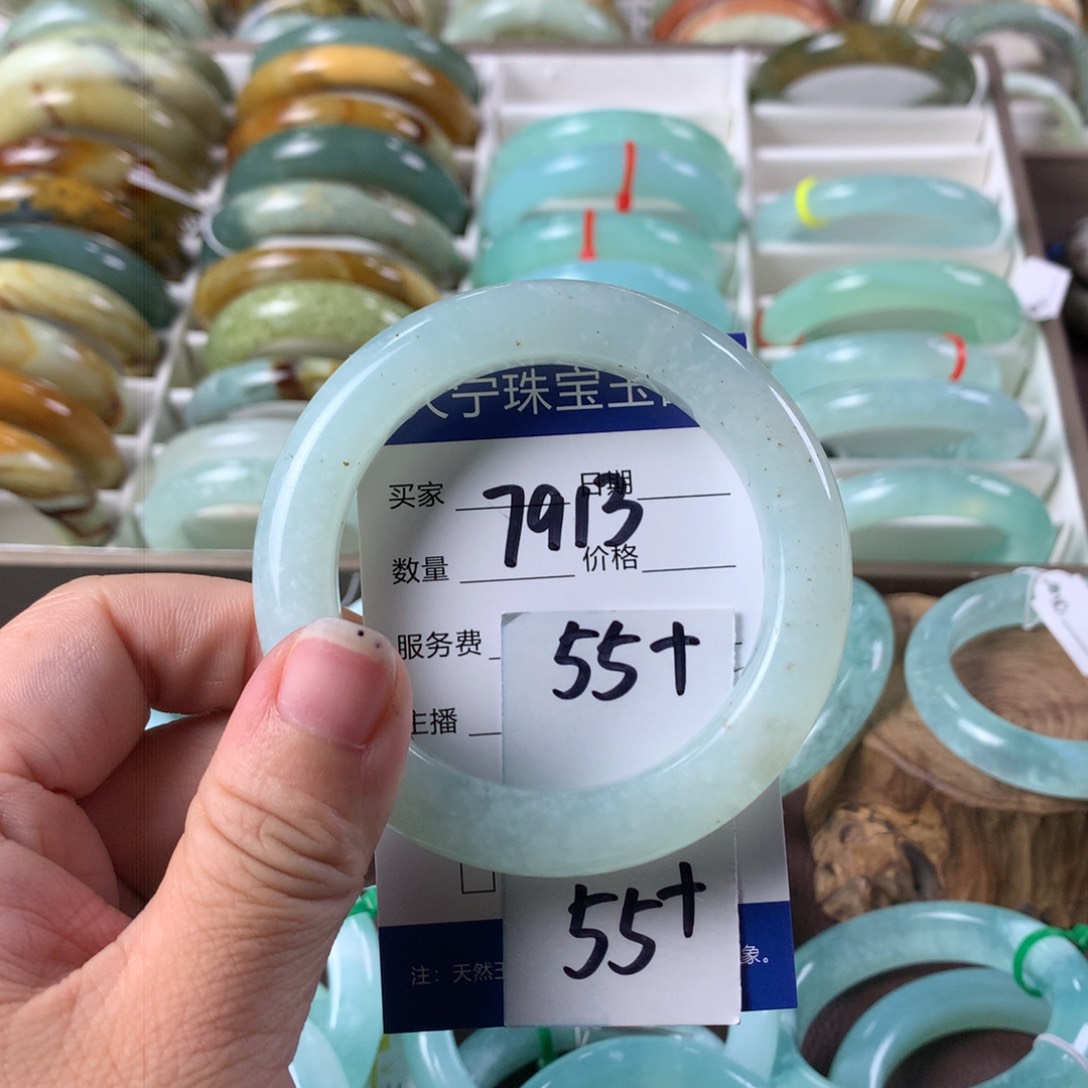 宁珠宝玉
买家 日期
7913
数量 价格
服务费
55+
主播
55+
注：天然 象。